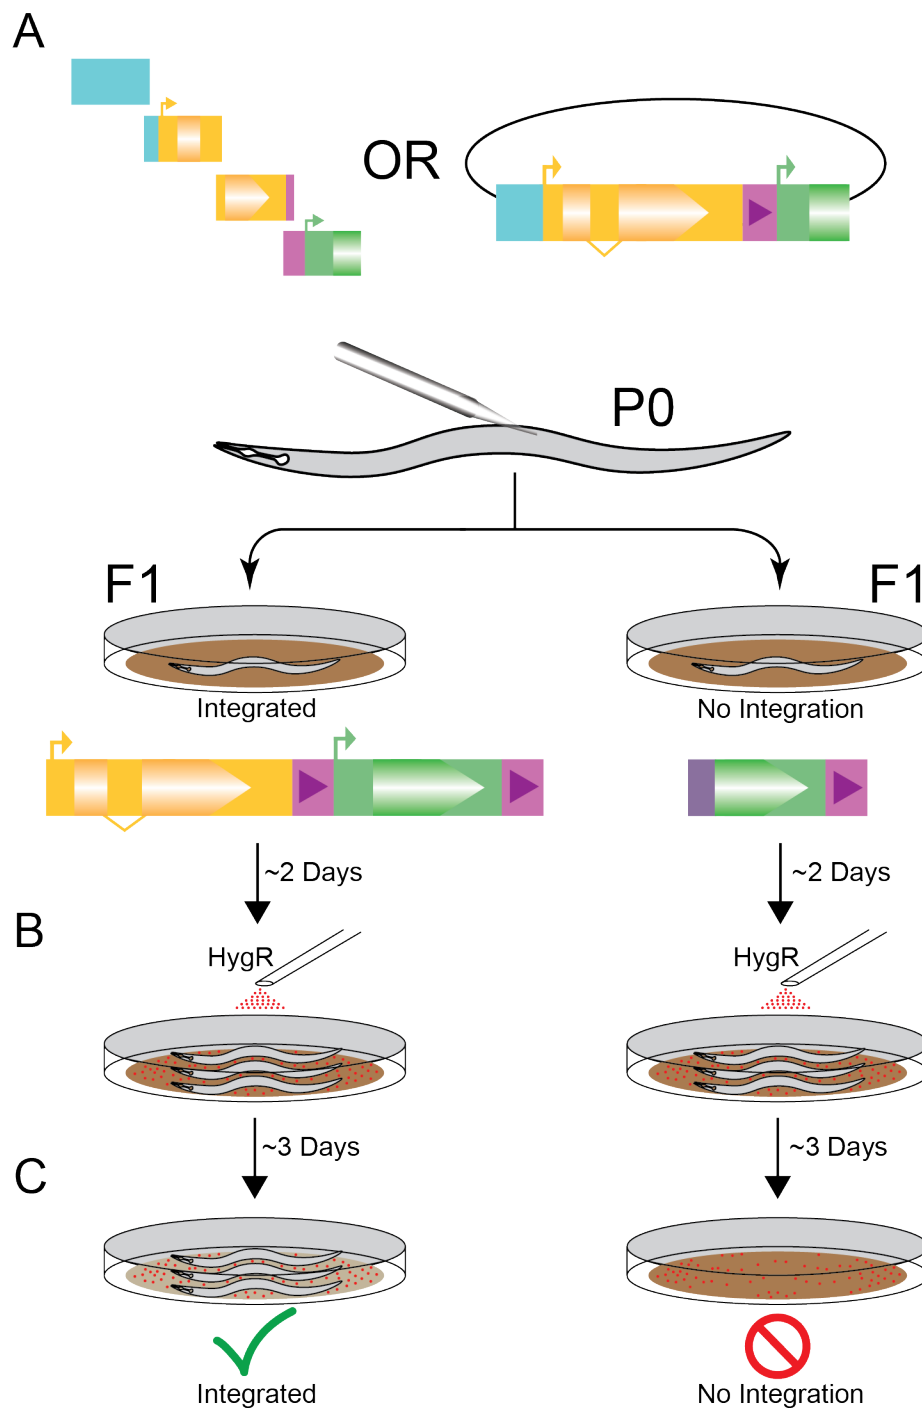 A
OR
P0
F1
F1
Integrated
No Integration
~2 Days
~2 Days
B
HygR
HygR
~3 Days
~3 Days
C
Integrated
No Integration